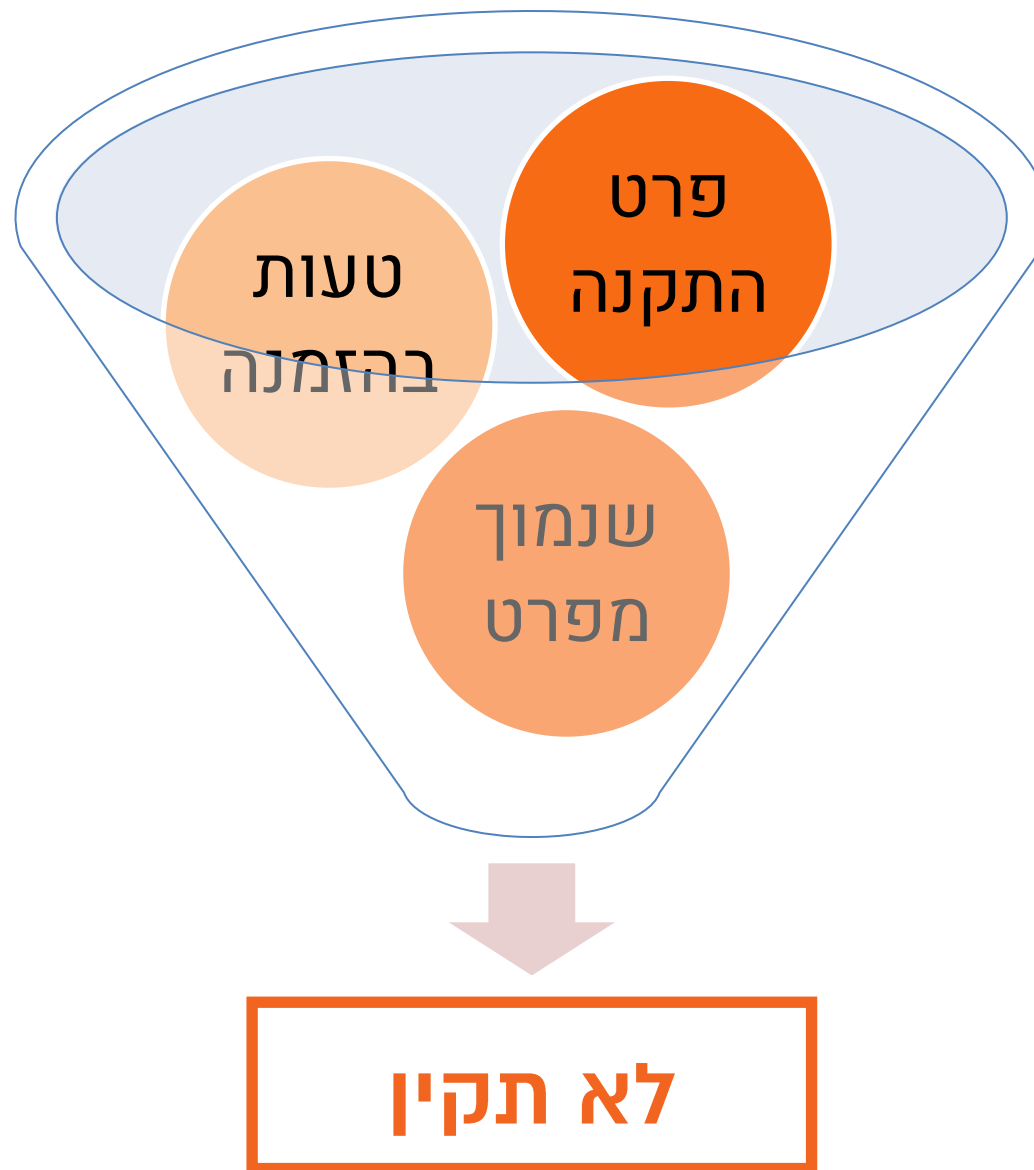 פרט
התקנה
טעות
בהזמנה
שנמוך
מפרט
לא תקין